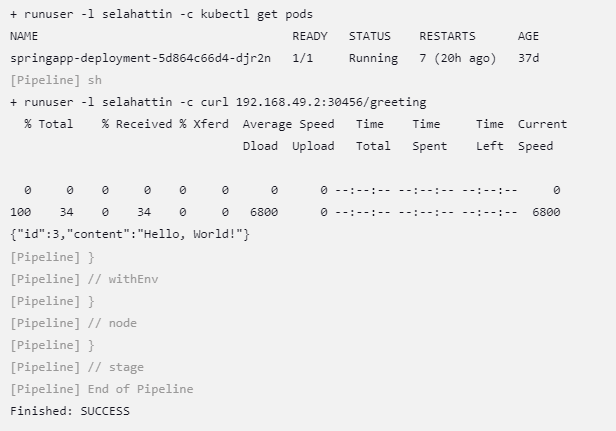 + runuser -l selahattin -c kubectl get pods
NAME READY STATUS RESTARTS AGE
springapp-deployment-5d864c66d4-djr2n 1/1 Running 7 (20h ago) 37d
[Pipeline] sh
+ runuser -l selahattin -c curl 192.168.49.2:30456/greeting
% Total % Received % Xferd Average Speed Time Time Time Current
Dload Upload Total Spent Left Speed
0 0 0 0 0 0 0 0 --:--:-- --:--:-- --:--:-- 0
100 34 0 34 0 0 6800 0 --:--:-- --:--:-- --:--:-- 6800
{"id":3,"content":"Hello, World!"}
[Pipeline] }
[Pipeline] // withEnv
[Pipeline] }
[Pipeline] // node
[Pipeline] }
[Pipeline] // stage
[Pipeline] End of Pipeline
Finished: SUCCESS